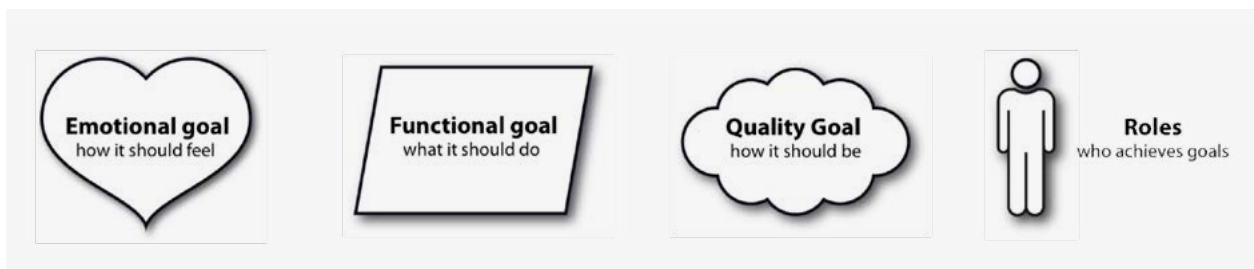 Emotional goal
how it should feel
Functional goal
what it should do
Quality Goal
how it should be
Roles
who achieves goals